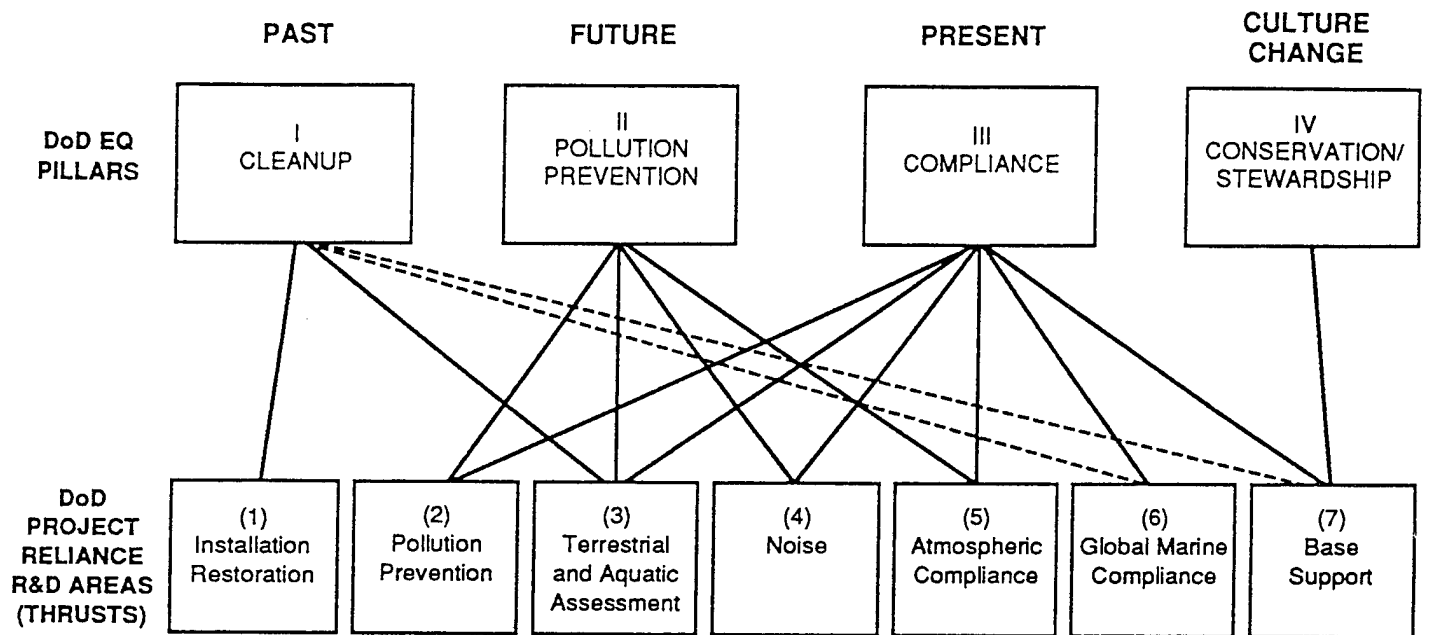 PAST
FUTURE
PRESENT
CULTURE
CHANGE
DoD EQ
PILLARS
I
CLEANUP
II
POLLUTION
PREVENTION
III
COMPLIANCE
IV
CONSERVATION/
STEWARDSHIP
DoD
PROJECT
RELIANCE
R&D AREAS
(THRUSTS)
(1)
Installation
Restoration
(2)
Pollution
Prevention
(3)
Terrestrial
and Aquatic
Assessment
(4)
Noise
(5)
Atmospheric
Compliance
(6)
Global Marine
Compliance
(7)
Base
Support